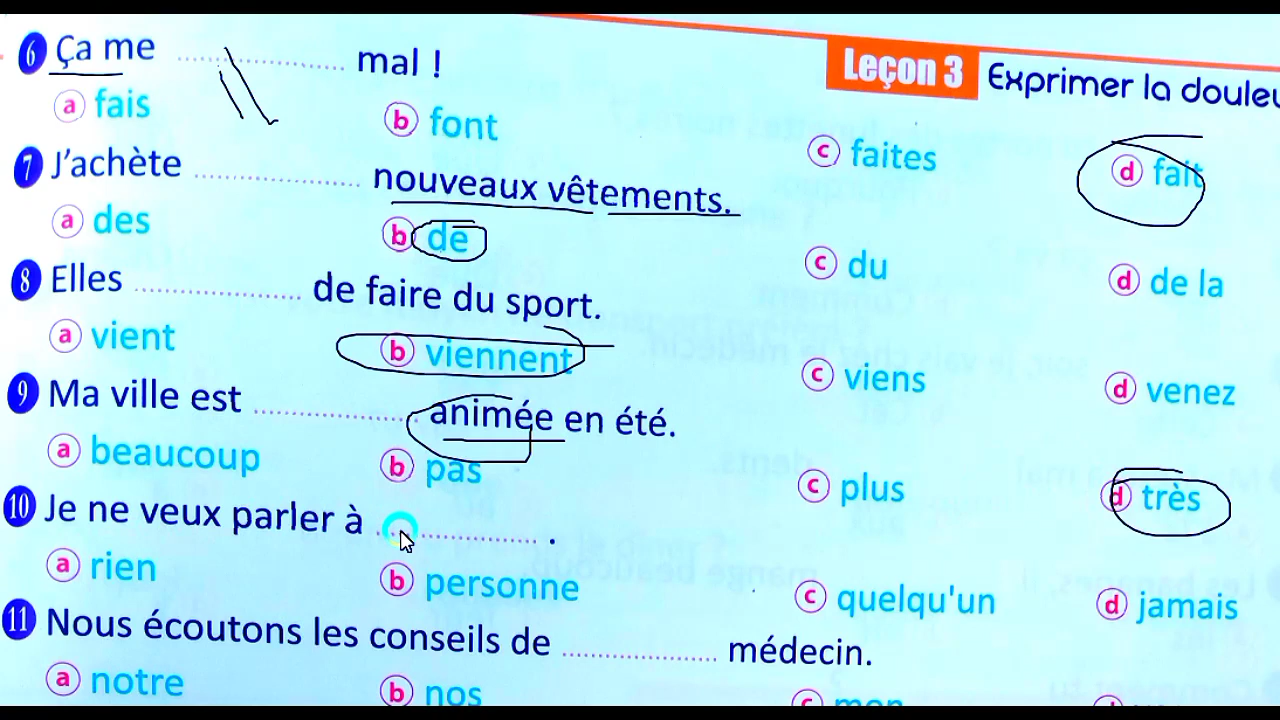 Leçon 3 Exprimer la douleu
6 Ça me .................... mal !
a fais b font c faites d fait
7 J'achète .................... nouveaux vêtements.
a des b de c du d de la
8 Elles .................... de faire du sport.
a vient b viennent c viens d venez
9 Ma ville est .................... animée en été.
a beaucoup b pas c plus d très
10 Je ne veux parler à .................... .
a rien b personne c quelqu'un d jamais
11 Nous écoutons les conseils de .................... médecin.
a notre b nos c mon